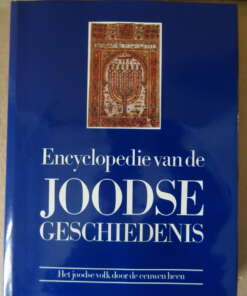 Encyclopedie van de
JOODSE
GESCHIEDENIS
Het joodse volk door de eeuwen heen